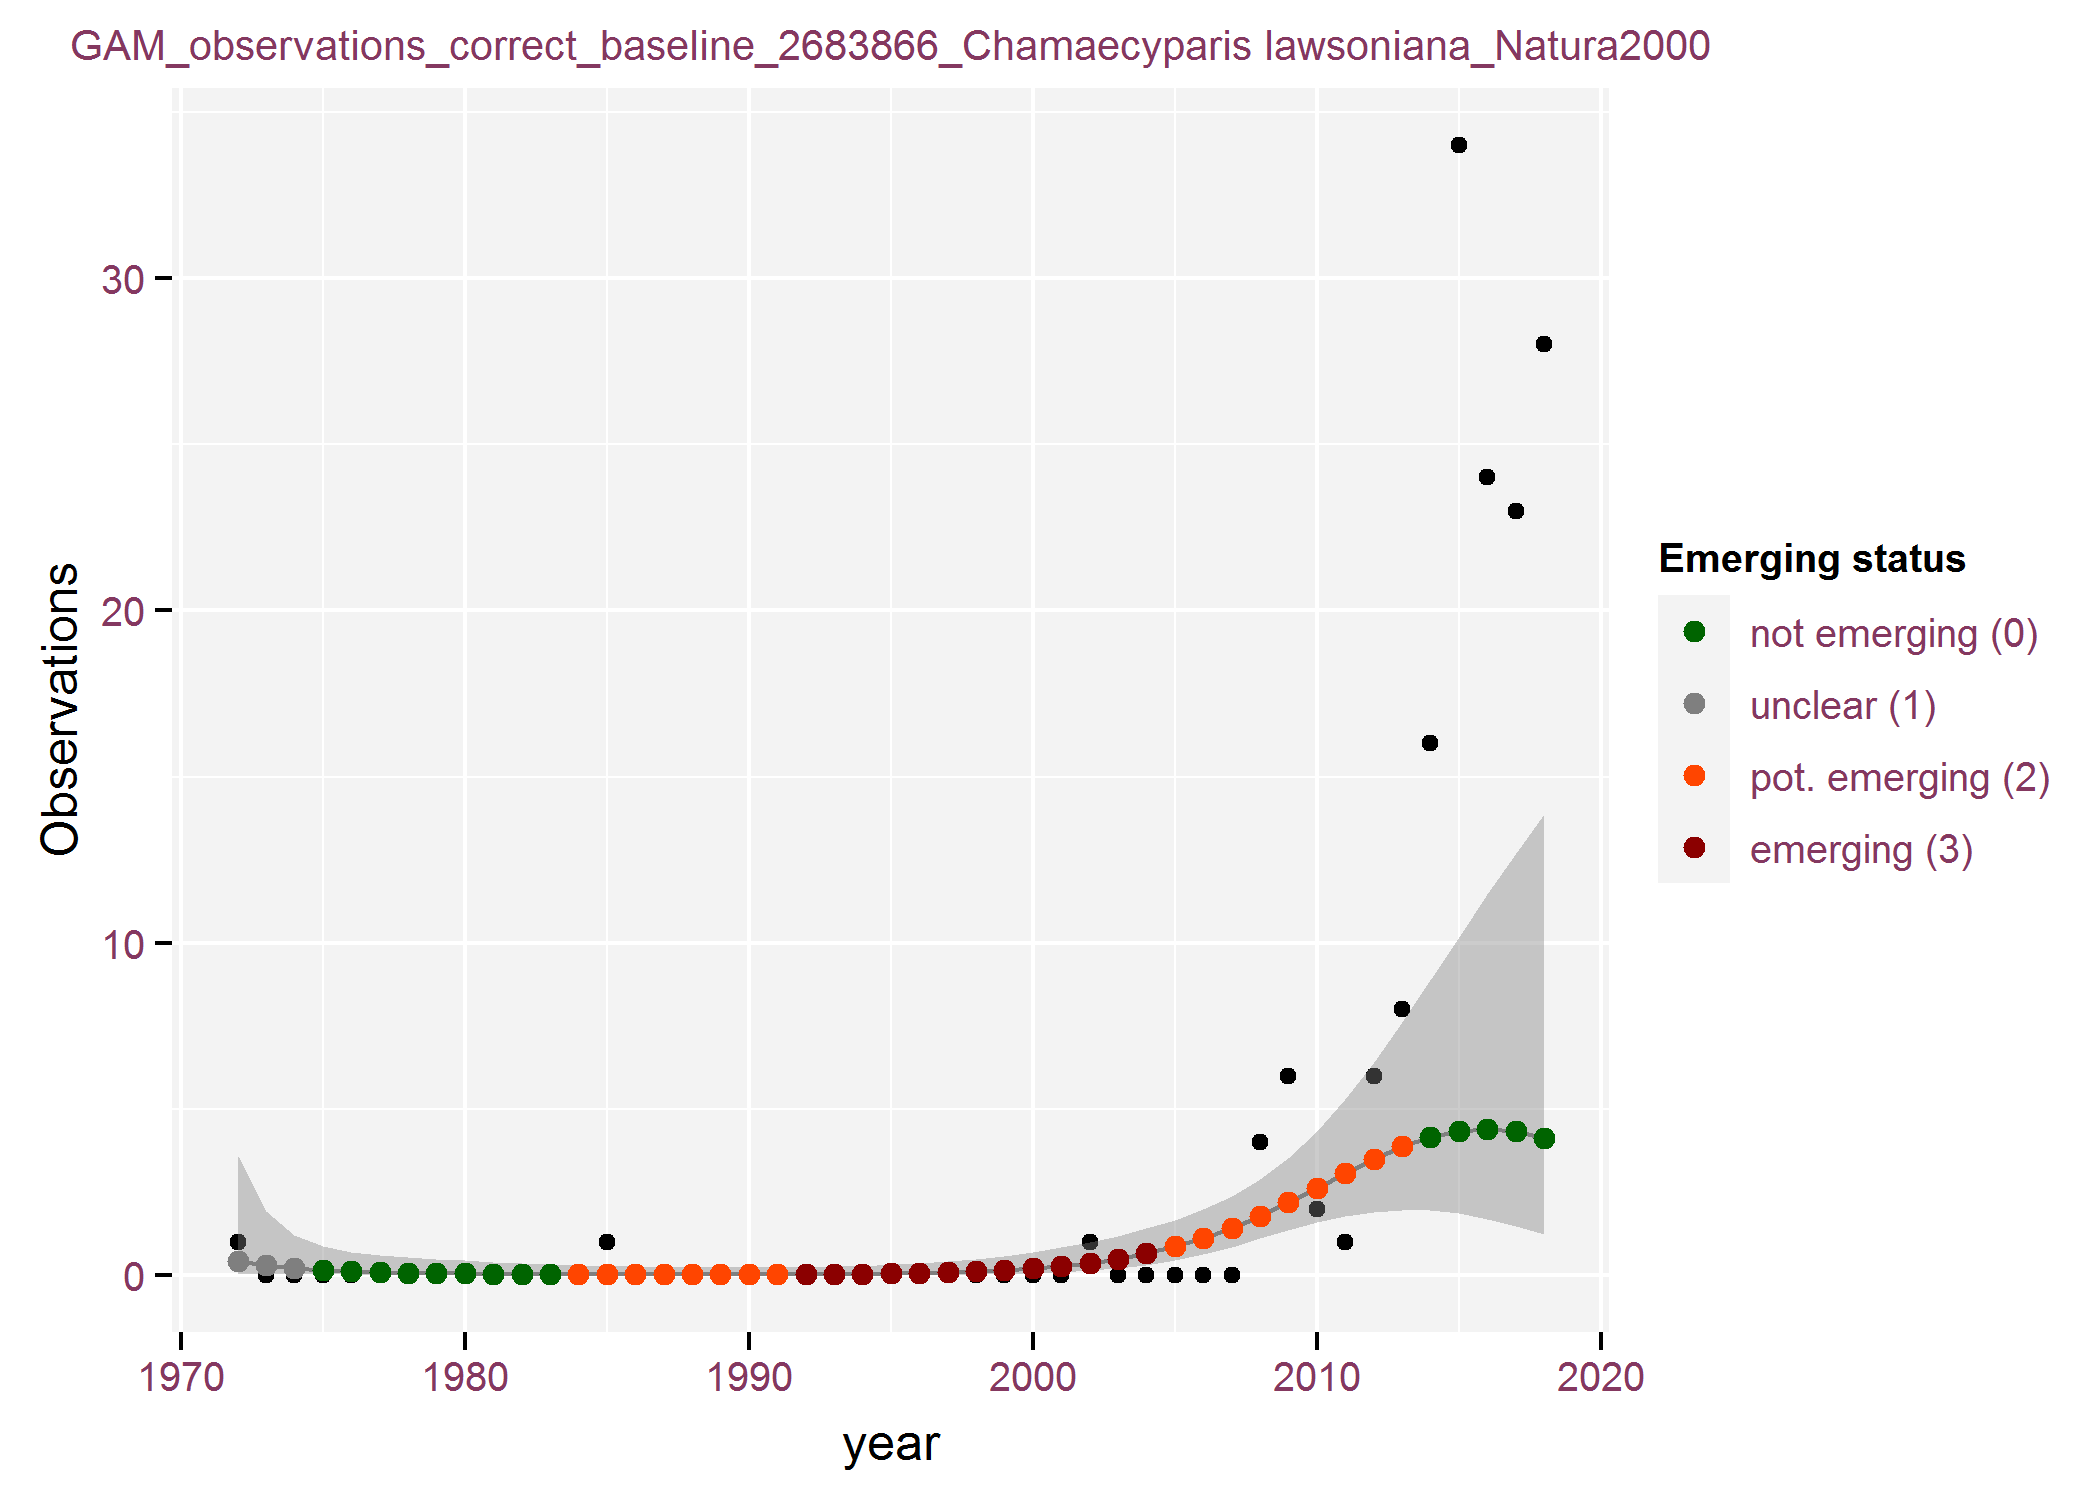 GAM_observations_correct_baseline_2683866_Chamaecyparis lawsoniana_Natura2000
Observations
30
20
10
0
1970 1980 1990 2000 2010 2020
year
Emerging status
not emerging (0)
unclear (1)
pot. emerging (2)
emerging (3)